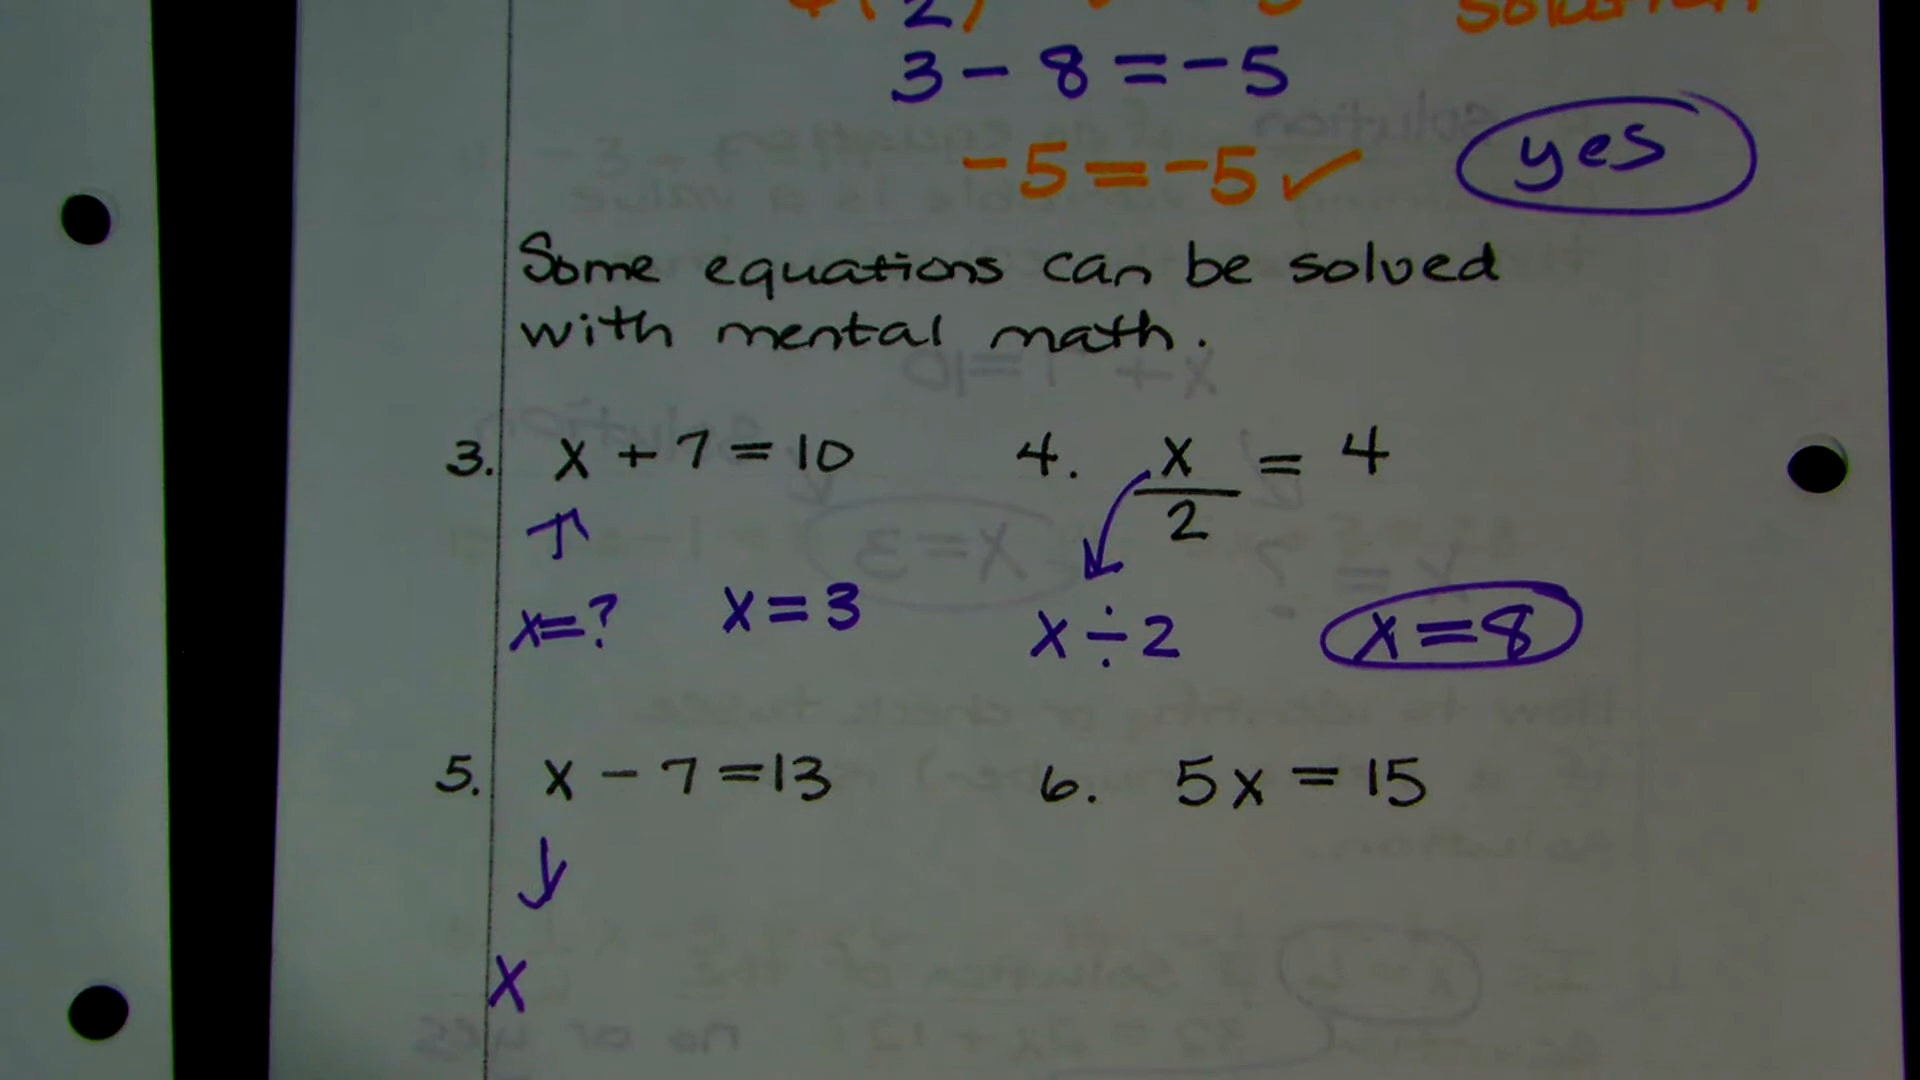 3 - 8 = -5
-5 = -5 ✓
yes
Some equations can be solved
with mental math.
3. x + 7 = 10
↑
x = ?
x = 3
4. x/2 = 4
x ÷ 2
x = 8
5. x - 7 = 13
↓
x
6. 5x = 15